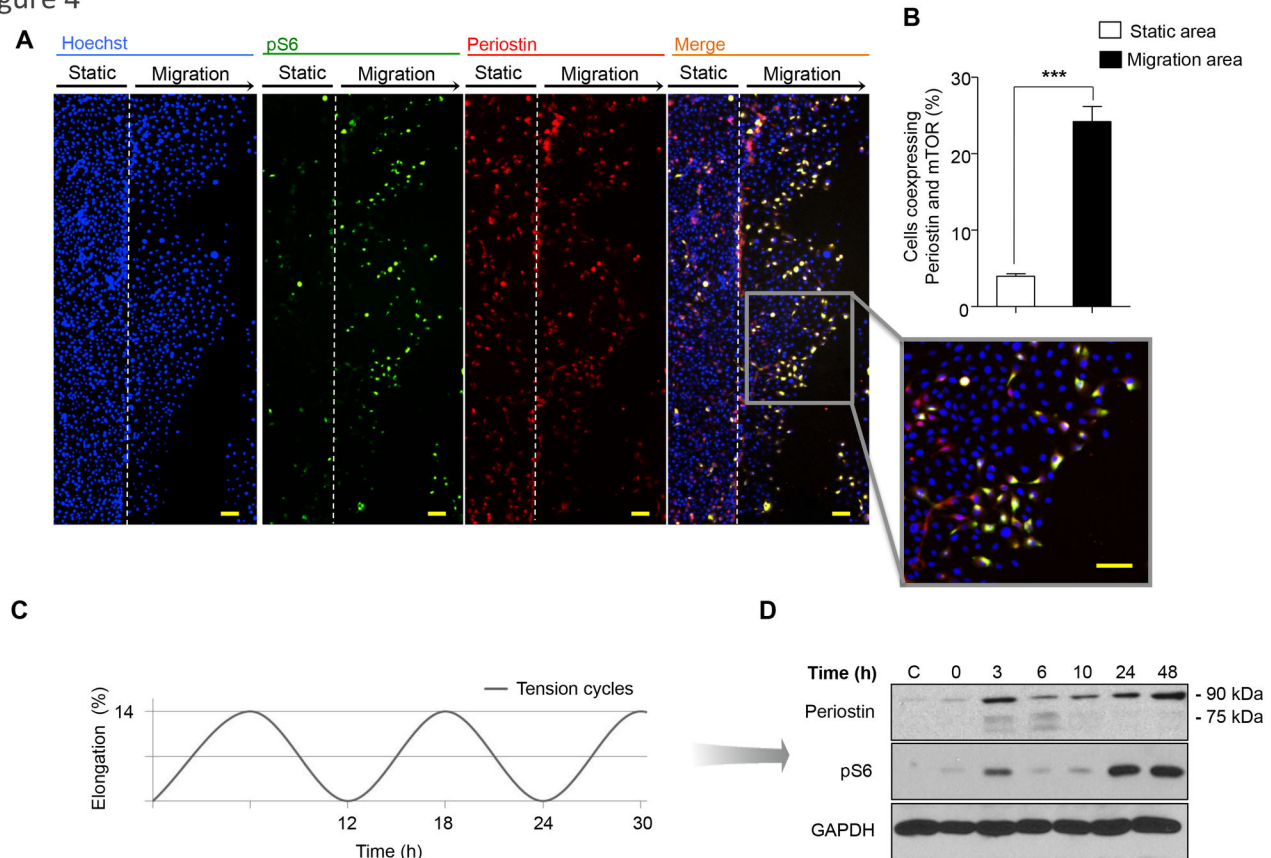 gure 4
A
Hoechst
pS6
Periostin
Merge
Static
Migration
Static
Migration
Static
Migration
Static
Migration
B
Static area
Migration area
Cells coexpressing
Periostin and mTOR (%)
30
20
10
0
***
C
Elongation (%)
14
Tension cycles
12
18
24
30
Time (h)
D
Time (h) C 0 3 6 10 24 48
Periostin
- 90 kDa
- 75 kDa
pS6
GAPDH